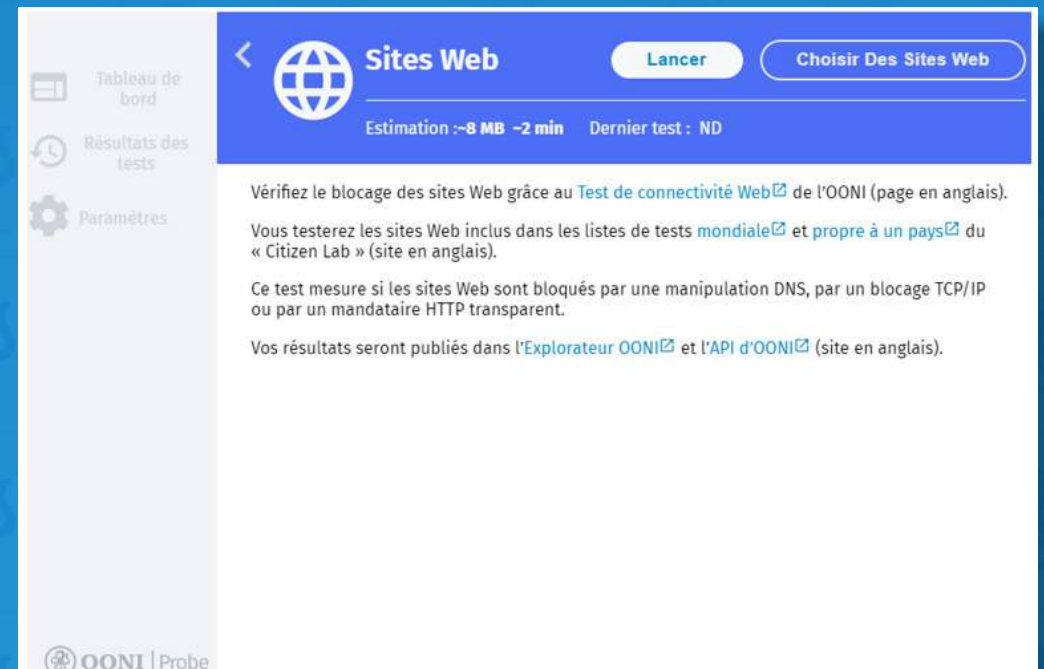 Tableau de
bord
Résultats des
tests
Paramètres
Sites Web
Lancer
Choisir Des Sites Web
Estimation :~8 MB ~2 min Dernier test : ND
Vérifiez le blocage des sites Web grâce au Test de connectivité Web de l’OONI (page en anglais).
Vous testerez les sites Web inclus dans les listes de tests mondiale et propre à un pays du
« Citizen Lab » (site en anglais).
Ce test mesure si les sites Web sont bloqués par une manipulation DNS, par un blocage TCP/IP
ou par un mandataire HTTP transparent.
Vos résultats seront publiés dans l’Explorateur OONI et l’API d’OONI (site en anglais).
OONI | Probe